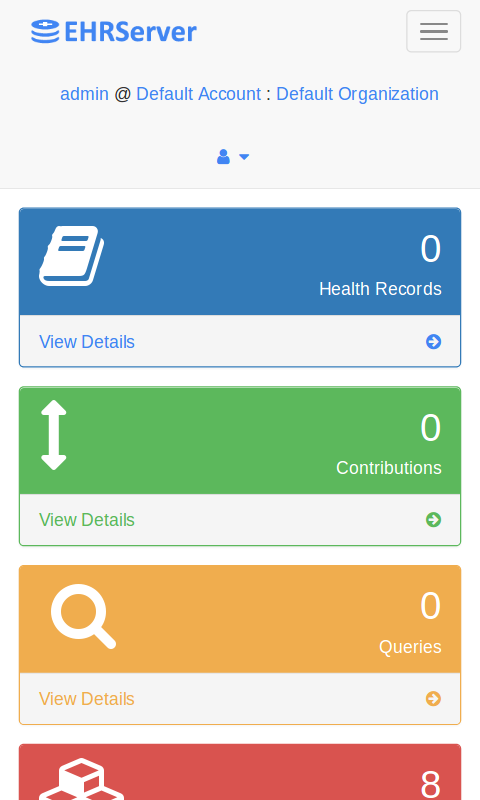 EHRServer
admin @ Default Account : Default Organization
0
Health Records
View Details
0
Contributions
View Details
0
Queries
View Details
8